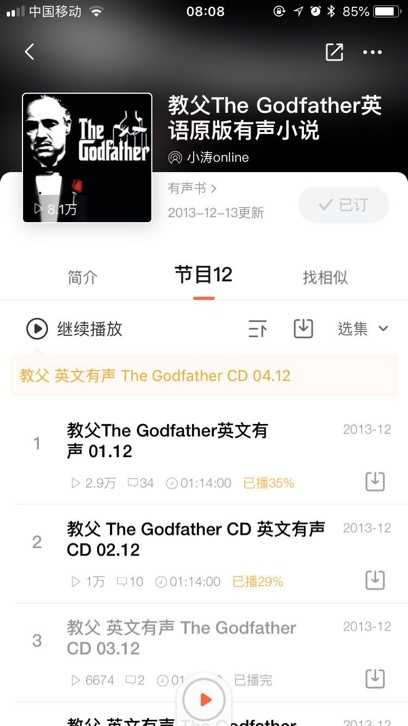 中国移动
08:08
85%
The
Godfather
8.1万
教父The Godfather英
语原版有声小说
小涛online
有声书
2013-12-13更新
已订
简介
节目12
找相似
继续播放
选集
教父 英文有声 The Godfather CD 04.12
1
教父The Godfather英文有
声 01.12
2013-12
2.9万
34
01:14:00
已播35%
2
教父 The Godfather CD 英文有声
CD 02.12
2013-12
1万
10
01:14:00
已播29%
3
教父 英文有声 The Godfather
CD 03.12
2013-12
6674
2
已播完
教父 英文有声 The Godfather
2013-12